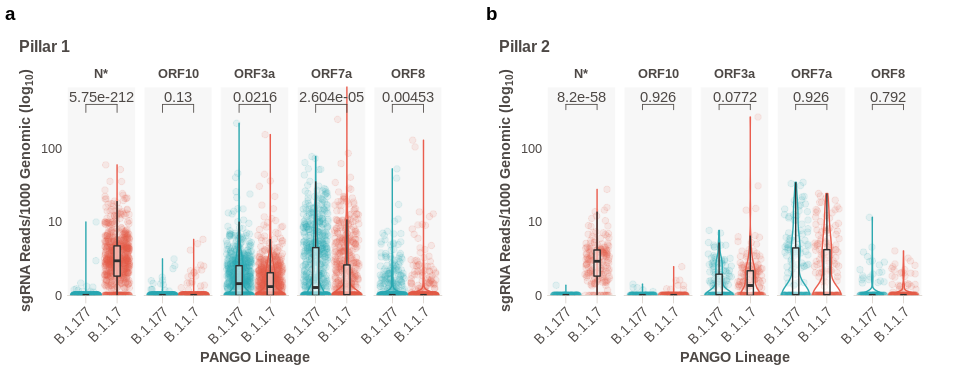 a
Pillar 1
sgRNA Reads/1000 Genomic (log10)
N* ORF10 ORF3a ORF7a ORF8
5.75e-212 0.13 0.0216 2.604e-05 0.00453
100
10
0
B.1.177 B.1.1.7 B.1.177 B.1.1.7 B.1.177 B.1.1.7 B.1.177 B.1.1.7 B.1.177 B.1.1.7
PANGO Lineage
b
Pillar 2
sgRNA Reads/1000 Genomic (log10)
N* ORF10 ORF3a ORF7a ORF8
8.2e-58 0.926 0.0772 0.926 0.792
100
10
0
B.1.177 B.1.1.7 B.1.177 B.1.1.7 B.1.177 B.1.1.7 B.1.177 B.1.1.7 B.1.177 B.1.1.7
PANGO Lineage